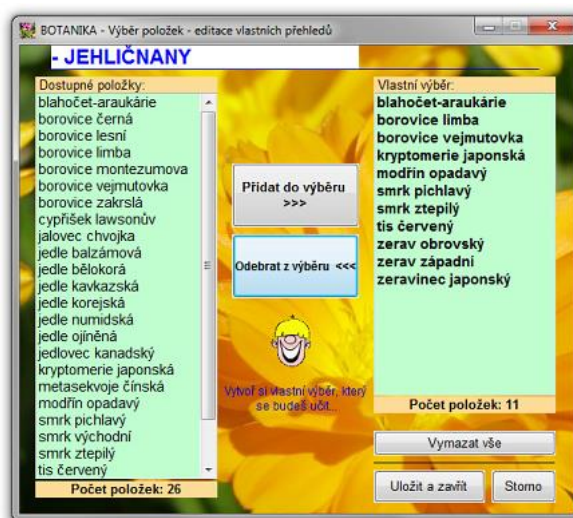 BOTANIKA - Výběr položek - editace vlastních přehledů
- JEHLIČNANY
Dostupné položky:
blahočet-araukárie
borovice černá
borovice lesní
borovice limba
borovice montezumova
borovice vejmutovka
borovice zakrslá
cypřišek lawsonův
jalovec chvojka
jedle balzámová
jedle bělokorá
jedle kavkazská
jedle korejská
jedle numidská
jedle ojíněná
jedlovec kanadský
kryptomerie japonská
metasekvoje čínská
modřín opadavý
smrk pichlavý
smrk východní
smrk ztepilý
tis červený
Počet položek: 26
Přidat do výběru
>>>
Odebrat z výběru <<<
Vytvoř si vlastní výběr, který
se budeš učit...
Vlastní výběr:
blahočet-araukárie
borovice limba
borovice vejmutovka
kryptomerie japonská
modřín opadavý
smrk pichlavý
smrk ztepilý
tis červený
zerav obrovský
zerav západní
zeravinec japonský
Počet položek: 11
Vymazat vše
Uložit a zavřít
Storno